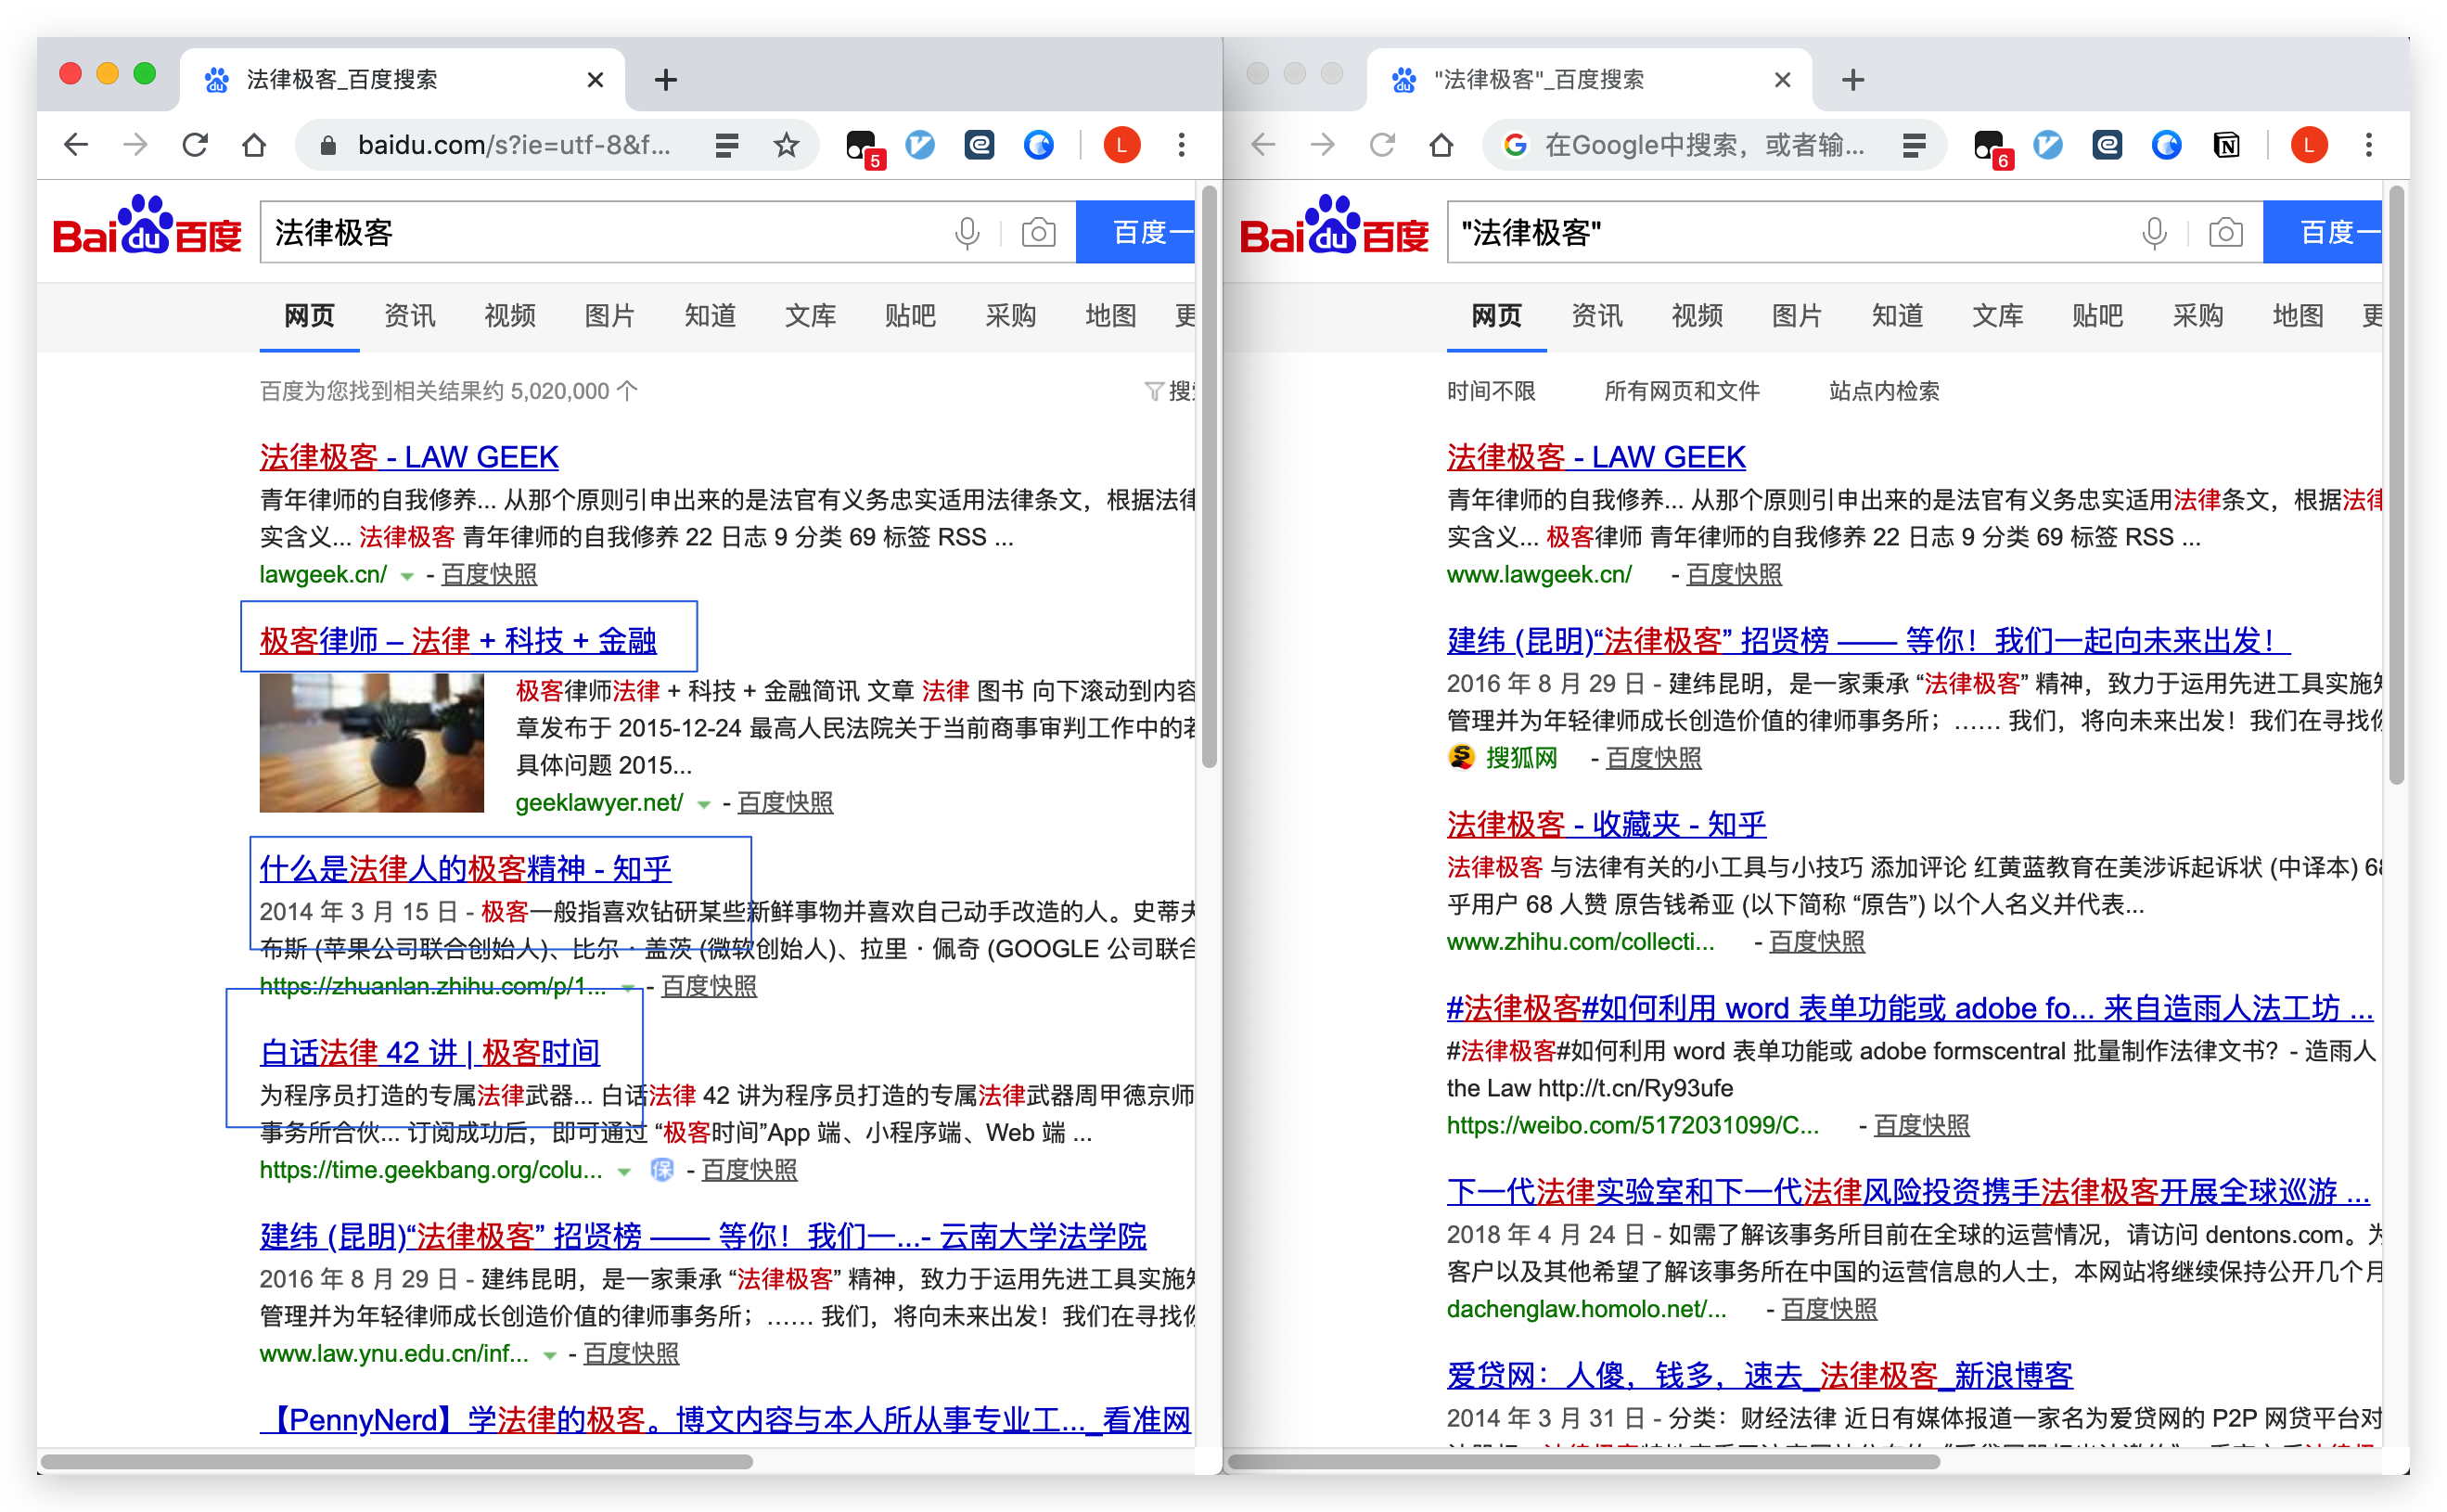 法律极客_百度搜索
baidu.com/s?ie=utf-8&f...
5
L
Bai du 百度
法律极客
百度一
网页 资讯 视频 图片 知道 文库 贴吧 采购 地图 更
百度为您找到相关结果约 5,020,000 个
搜
法律极客 - LAW GEEK
青年律师的自我修养... 从那个原则引申出来的是法官有义务忠实适用法律条文，根据法律
实含义... 法律极客 青年律师的自我修养 22 日志 9 分类 69 标签 RSS ...
lawgeek.cn/ - 百度快照
极客律师 – 法律 + 科技 + 金融
极客律师法律 + 科技 + 金融简讯 文章 法律 图书 向下滚动到内容
章发布于 2015-12-24 最高人民法院关于当前商事审判工作中的若
具体问题 2015...
geeklawyer.net/ - 百度快照
什么是法律人的极客精神 - 知乎
2014 年 3 月 15 日 - 极客一般指喜欢钻研某些新鲜事物并喜欢自己动手改造的人。史蒂夫
布斯 (苹果公司联合创始人)、比尔 · 盖茨 (微软创始人)、拉里 · 佩奇 (GOOGLE 公司联合
https://zhuanlan.zhihu.com/p/1... - 百度快照
白话法律 42 讲 | 极客时间
为程序员打造的专属法律武器... 白话法律 42 讲为程序员打造的专属法律武器周甲德京师
事务所合伙... 订阅成功后，即可通过 “极客时间”App 端、小程序端、Web 端 ...
https://time.geekbang.org/colu... 保 - 百度快照
建纬 (昆明)“法律极客” 招贤榜 —— 等你！我们一...- 云南大学法学院
2016 年 8 月 29 日 - 建纬昆明，是一家秉承 “法律极客” 精神，致力于运用先进工具实施知
管理并为年轻律师成长创造价值的律师事务所；…… 我们，将向未来出发！我们在寻找你
www.law.ynu.edu.cn/inf... - 百度快照
【PennyNerd】学法律的极客。博文内容与本人所从事专业工..._看准网
"法律极客"_百度搜索
在Google中搜索，或者输...
6
L
Bai du 百度
"法律极客"
百度一
网页 资讯 视频 图片 知道 文库 贴吧 采购 地图 更
时间不限 所有网页和文件 站点内检索
法律极客 - LAW GEEK
青年律师的自我修养... 从那个原则引申出来的是法官有义务忠实适用法律条文，根据法律
实含义... 极客律师 青年律师的自我修养 22 日志 9 分类 69 标签 RSS ...
www.lawgeek.cn/ - 百度快照
建纬 (昆明)“法律极客” 招贤榜 —— 等你！我们一起向未来出发！
2016 年 8 月 29 日 - 建纬昆明，是一家秉承 “法律极客” 精神，致力于运用先进工具实施知
管理并为年轻律师成长创造价值的律师事务所；…… 我们，将向未来出发！我们在寻找你
搜狐网 - 百度快照
法律极客 - 收藏夹 - 知乎
法律极客 与法律有关的小工具与小技巧 添加评论 红黄蓝教育在美涉诉起诉状 (中译本) 68
乎用户 68 人赞 原告钱希亚 (以下简称 “原告”) 以个人名义并代表...
www.zhihu.com/collecti... - 百度快照
#法律极客#如何利用 word 表单功能或 adobe fo... 来自造雨人法工坊 ...
#法律极客#如何利用 word 表单功能或 adobe formscentral 批量制作法律文书？- 造雨人
the Law http://t.cn/Ry93ufe
https://weibo.com/5172031099/C... - 百度快照
下一代法律实验室和下一代法律风险投资携手法律极客开展全球巡游 ...
2018 年 4 月 24 日 - 如需了解该事务所目前在全球的运营情况，请访问 dentons.com。为
客户以及其他希望了解该事务所在中国的运营信息的人士，本网站将继续保持公开几个月
dachenglaw.homolo.net/... - 百度快照
爱贷网：人傻，钱多，速去_法律极客_新浪博客
2014 年 3 月 31 日 - 分类：财经法律 近日有媒体报道一家名为爱贷网的 P2P 网贷平台对